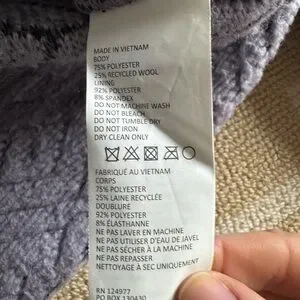 MADE IN VIETNAM
BODY
75% POLYESTER
25% RECYCLED WOOL
LINING
92% POLYESTER
8% SPANDEX
DO NOT MACHINE WASH
DO NOT BLEACH
DO NOT TUMBLE DRY
DO NOT IRON
DRY CLEAN ONLY
FABRIQUÉ AU VIETNAM
CORPS
75% POLYESTER
25% LAINE RECYCLÉE
DOUBLURE
92% POLYESTER
8% ÉLASTHANNE
NE PAS LAVER EN MACHINE
NE PAS UTILISER D'EAU DE JAVEL
NE PAS SÉCHER À LA MACHINE
NE PAS REPASSER
NETTOYAGE À SEC UNIQUEMENT
RN 124977
PO BOX 130430